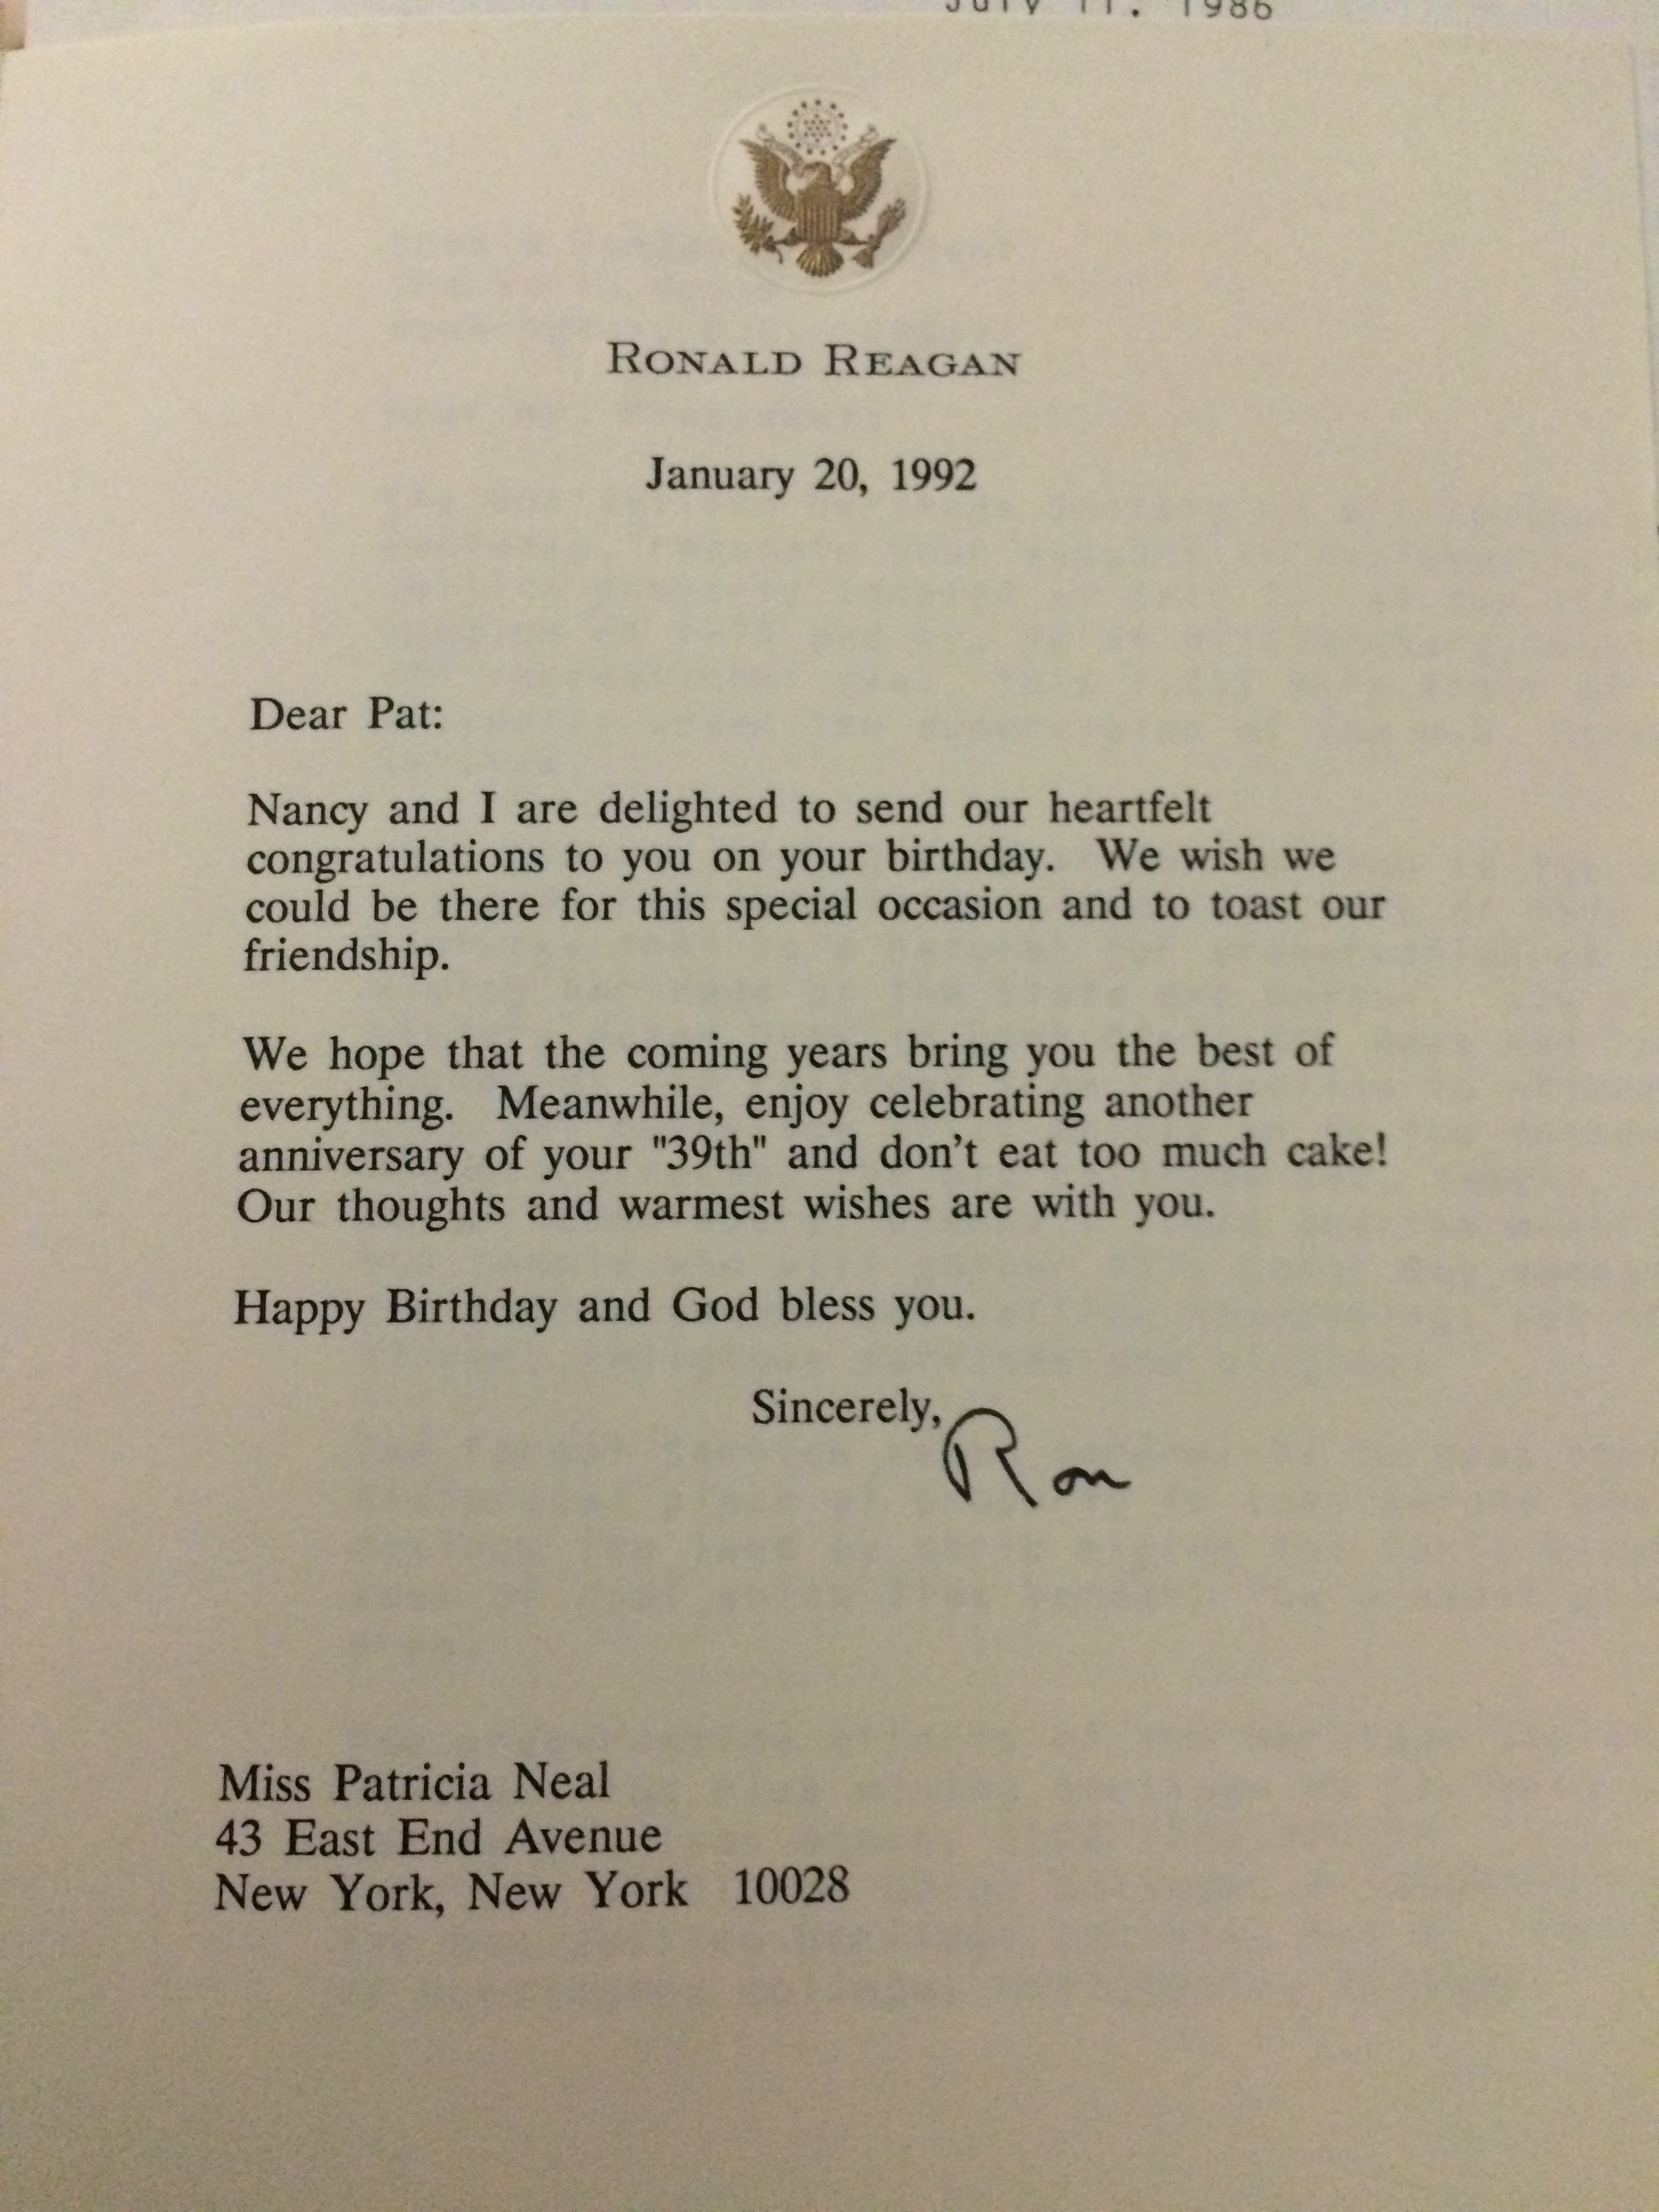 July 11, 1986
RONALD REAGAN
January 20, 1992
Dear Pat:
Nancy and I are delighted to send our heartfelt
congratulations to you on your birthday. We wish we
could be there for this special occasion and to toast our
friendship.
We hope that the coming years bring you the best of
everything. Meanwhile, enjoy celebrating another
anniversary of your "39th" and don't eat too much cake!
Our thoughts and warmest wishes are with you.
Happy Birthday and God bless you.
Sincerely,
Ron
Miss Patricia Neal
43 East End Avenue
New York, New York 10028